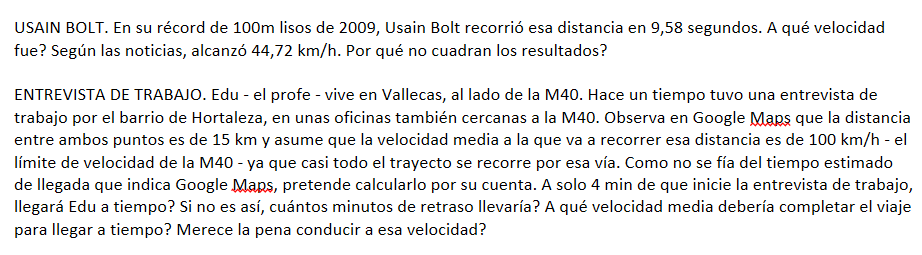 USAIN BOLT. En su récord de 100m lisos de 2009, Usain Bolt recorrió esa distancia en 9,58 segundos. A qué velocidad
fue? Según las noticias, alcanzó 44,72 km/h. Por qué no cuadran los resultados?
ENTREVISTA DE TRABAJO. Edu - el profe - vive en Vallecas, al lado de la M40. Hace un tiempo tuvo una entrevista de
trabajo por el barrio de Hortaleza, en unas oficinas también cercanas a la M40. Observa en Google Maps que la distancia
entre ambos puntos es de 15 km y asume que la velocidad media a la que va a recorrer esa distancia es de 100 km/h - el
límite de velocidad de la M40 - ya que casi todo el trayecto se recorre por esa vía. Como no se fía del tiempo estimado
de llegada que indica Google Maps, pretende calcularlo por su cuenta. A solo 4 min de que inicie la entrevista de trabajo,
llegará Edu a tiempo? Si no es así, cuántos minutos de retraso llevaría? A qué velocidad media debería completar el viaje
para llegar a tiempo? Merece la pena conducir a esa velocidad?